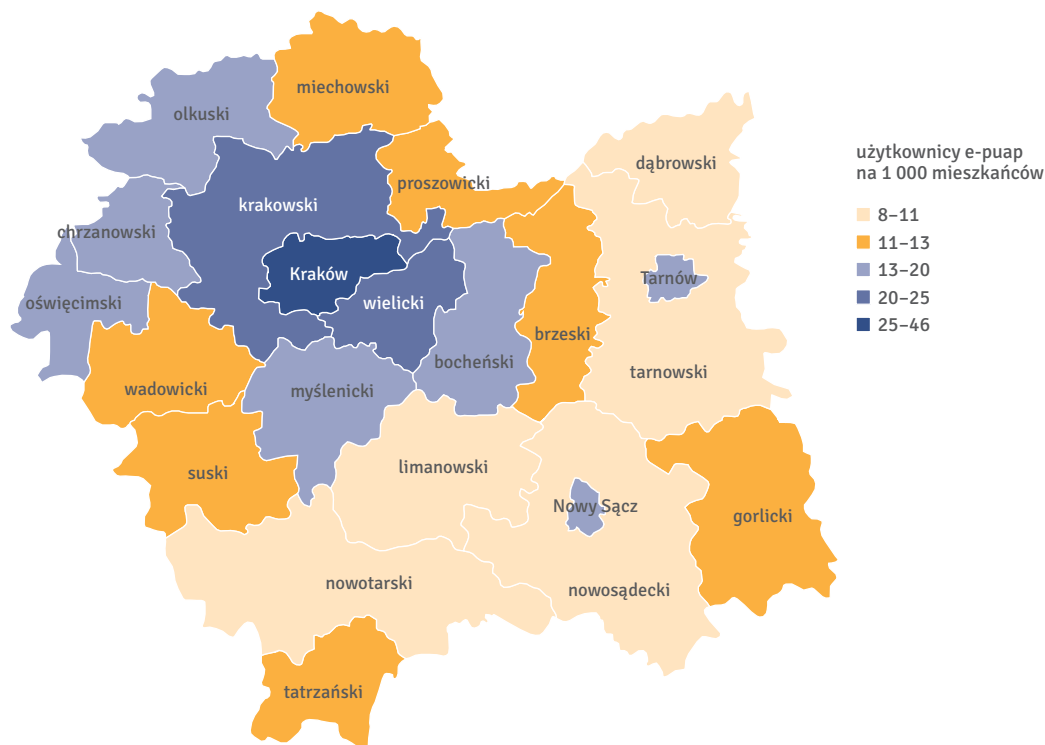 miechowski
olkuski
dąbrowski
użytkownicy e-puap
na 1 000 mieszkańców
proszowicki
krakowski
8–11
chrzanowski
11–13
Kraków
13–20
Tarnów
oświęcimski
wielicki
20–25
25–46
brzeski
bocheński
tarnowski
wadowicki
myślenicki
limanowski
suski
Nowy Sącz
gorlicki
nowotarski
nowosądecki
tatrzański